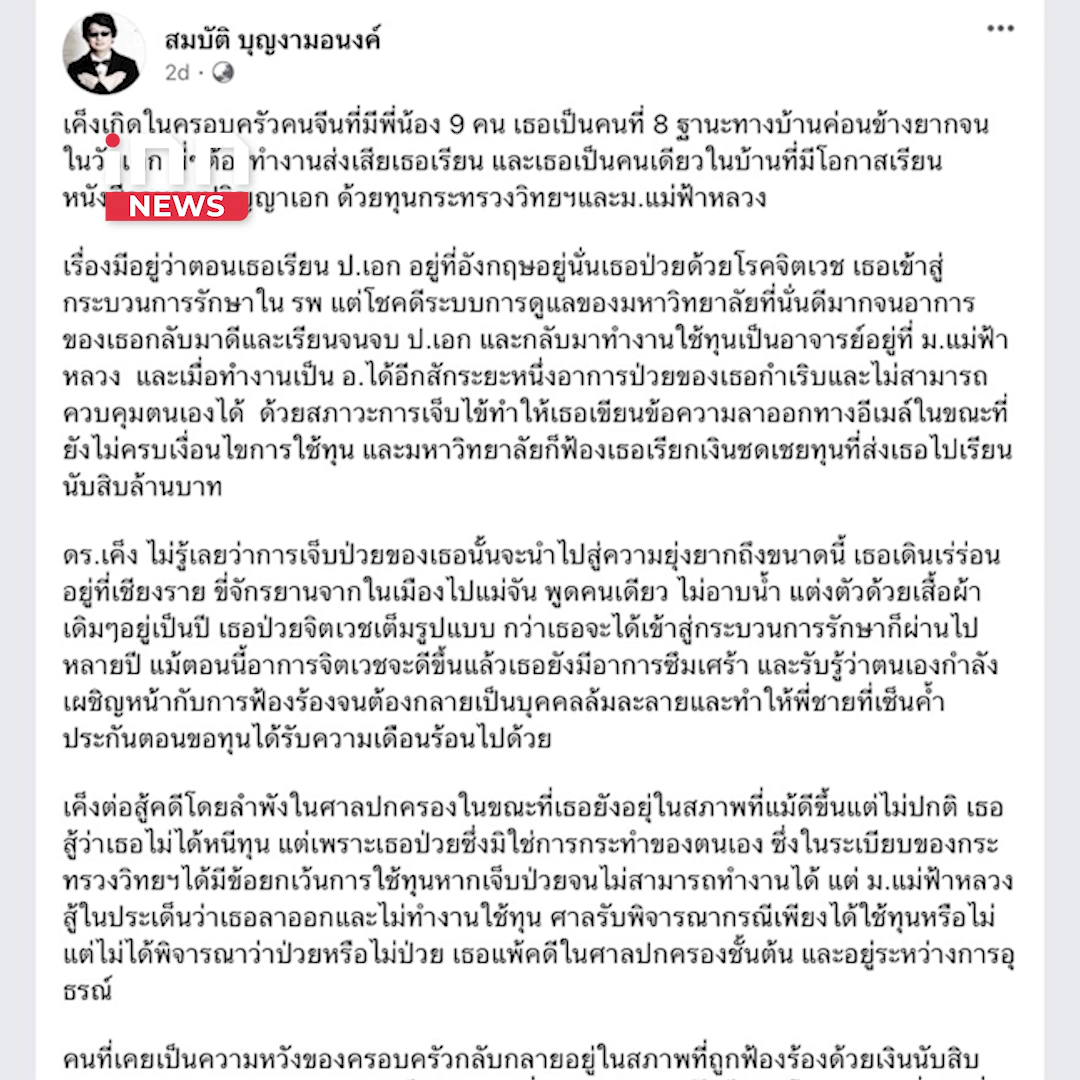 สมบัติ บุญงามอนงค์
2d ·
เค็งเกิดในครอบครัวคนจีนที่มีพี่น้อง 9 คน เธอเป็นคนที่ 8 ฐานะทางบ้านค่อนข้างยากจน
ทำงานส่งเสียเธอเรียน และเธอเป็นคนเดียวในบ้านที่มีโอกาสเรียน
ด้วยทุนกระทรวงวิทยฯและม.แม่ฟ้าหลวง
inn
NEWS
เรื่องมีอยู่ว่าตอนเธอเรียน ป.เอก อยู่ที่อังกฤษอยู่นั่นเธอป่วยด้วยโรคจิตเวช เธอเข้าสู่
กระบวนการรักษาใน รพ แต่โชคดีระบบการดูแลของมหาวิทยาลัยที่นั่นดีมากจนอาการ
ของเธอกลับมาดีและเรียนจนจบ ป.เอก และกลับมาทำงานใช้ทุนเป็นอาจารย์อยู่ที่ ม.แม่ฟ้า
หลวง และเมื่อทำงานเป็น อ.ได้อีกสักระยะหนึ่งอาการป่วยของเธอกำเริบและไม่สามารถ
ควบคุมตนเองได้ ด้วยสภาวะการเจ็บไข้ทำให้เธอเขียนข้อความลาออกทางอีเมล์ในขณะที่
ยังไม่ครบเงื่อนไขการใช้ทุน และมหาวิทยาลัยก็ฟ้องเธอเรียกเงินชดเชยทุนที่ส่งเธอไปเรียน
นับสิบล้านบาท
ดร.เค็ง ไม่รู้เลยว่าการเจ็บป่วยของเธอนั้นจะนำไปสู่ความยุ่งยากถึงขนาดนี้ เธอเดินเร่ร่อน
อยู่ที่เชียงราย ขี่จักรยานจากในเมืองไปแม่จัน พูดคนเดียว ไม่อาบน้ำ แต่งตัวด้วยเสื้อผ้า
เดิมๆอยู่เป็นปี เธอป่วยจิตเวชเต็มรูปแบบ กว่าเธอจะได้เข้าสู่กระบวนการรักษาก็ผ่านไป
หลายปี แม้ตอนนี้อาการจิตเวชจะดีขึ้นแล้วเธอยังมีอาการซึมเศร้า และรับรู้ว่าตนเองกำลัง
เผชิญหน้ากับการฟ้องร้องจนต้องกลายเป็นบุคคลล้มละลายและทำให้พี่ชายที่เซ็นค้ำ
ประกันตอนขอทุนได้รับความเดือนร้อนไปด้วย
เค็งต่อสู้คดีโดยลำพังในศาลปกครองในขณะที่เธอยังอยู่ในสภาพที่แม้ดีขึ้นแต่ไม่ปกติ เธอ
สู้ว่าเธอไม่ได้หนีทุน แต่เพราะเธอป่วยซึ่งมิใช่การกระทำของตนเอง ซึ่งในระเบียบของกระ
ทรวงวิทยฯได้มีข้อยกเว้นการใช้ทุนหากเจ็บป่วยจนไม่สามารถทำงานได้ แต่ ม.แม่ฟ้าหลวง
สู้ในประเด็นว่าเธอลาออกและไม่ทำงานใช้ทุน ศาลรับพิจารณากรณีเพียงได้ใช้ทุนหรือไม่
แต่ไม่ได้พิจารณาว่าป่วยหรือไม่ป่วย เธอแพ้คดีในศาลปกครองชั้นต้น และอยู่ระหว่างการอุ
ธรณ์
คนที่เคยเป็นความหวังของครอบครัวกลับกลายอยู่ในสภาพที่ถูกฟ้องร้องด้วยเงินนับสิบ